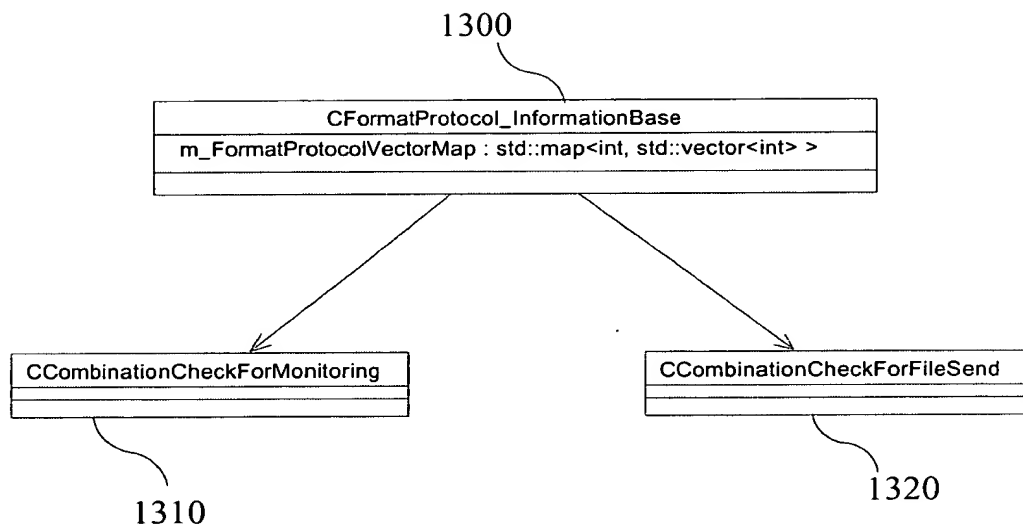 1300
CFormatProtocol_InformationBase
m_FormatProtocolVectorMap : std::map<int, std::vector<int> >
CCombinationCheckForMonitoring
CCombinationCheckForFileSend
1310
1320